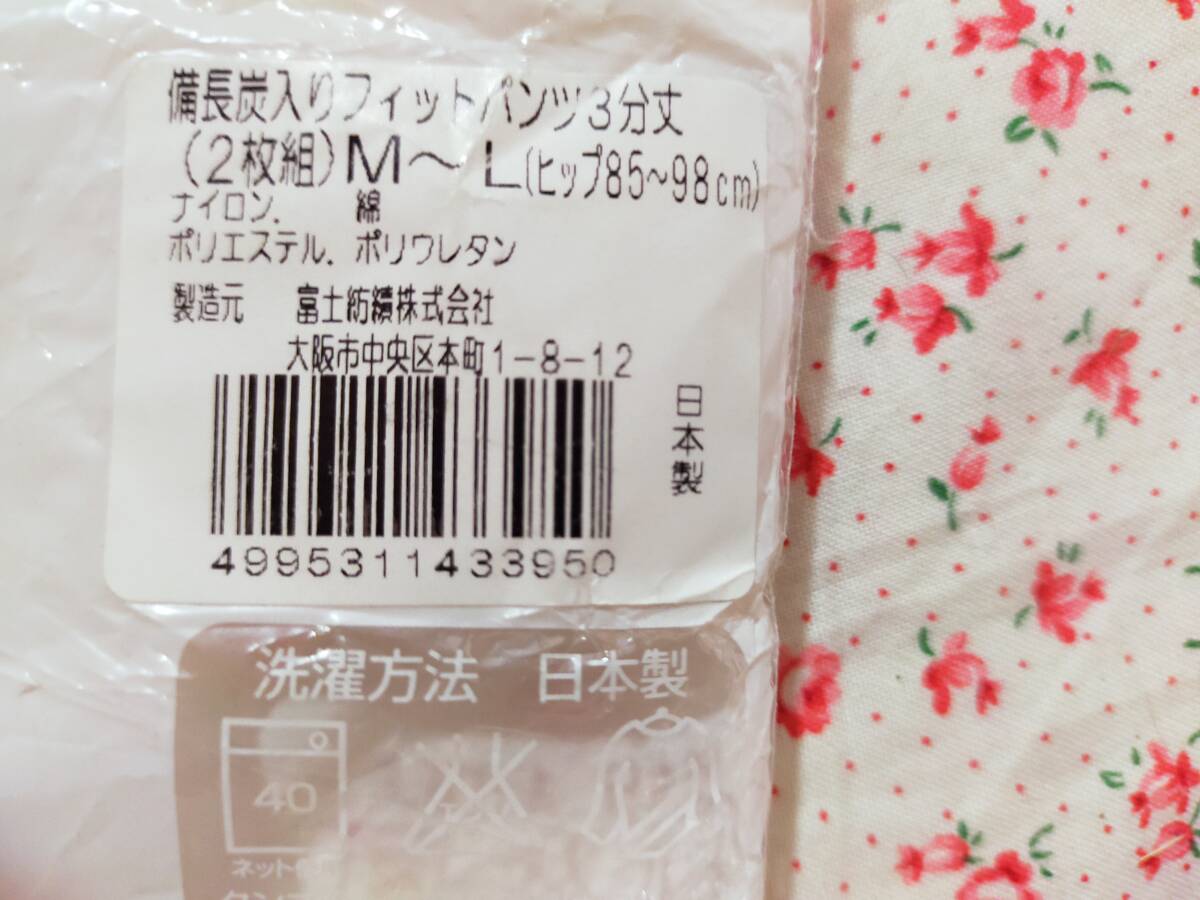 備長炭入りフィットパンツ3分丈
(2枚組)M～L(ヒップ85~98cm)
ナイロン. 綿
ポリエステル. ポリウレタン
製造元 富士紡績株式会社
大阪市中央区本町1-8-12
日本製
4995311433950
洗濯方法 日本製
40
ネット